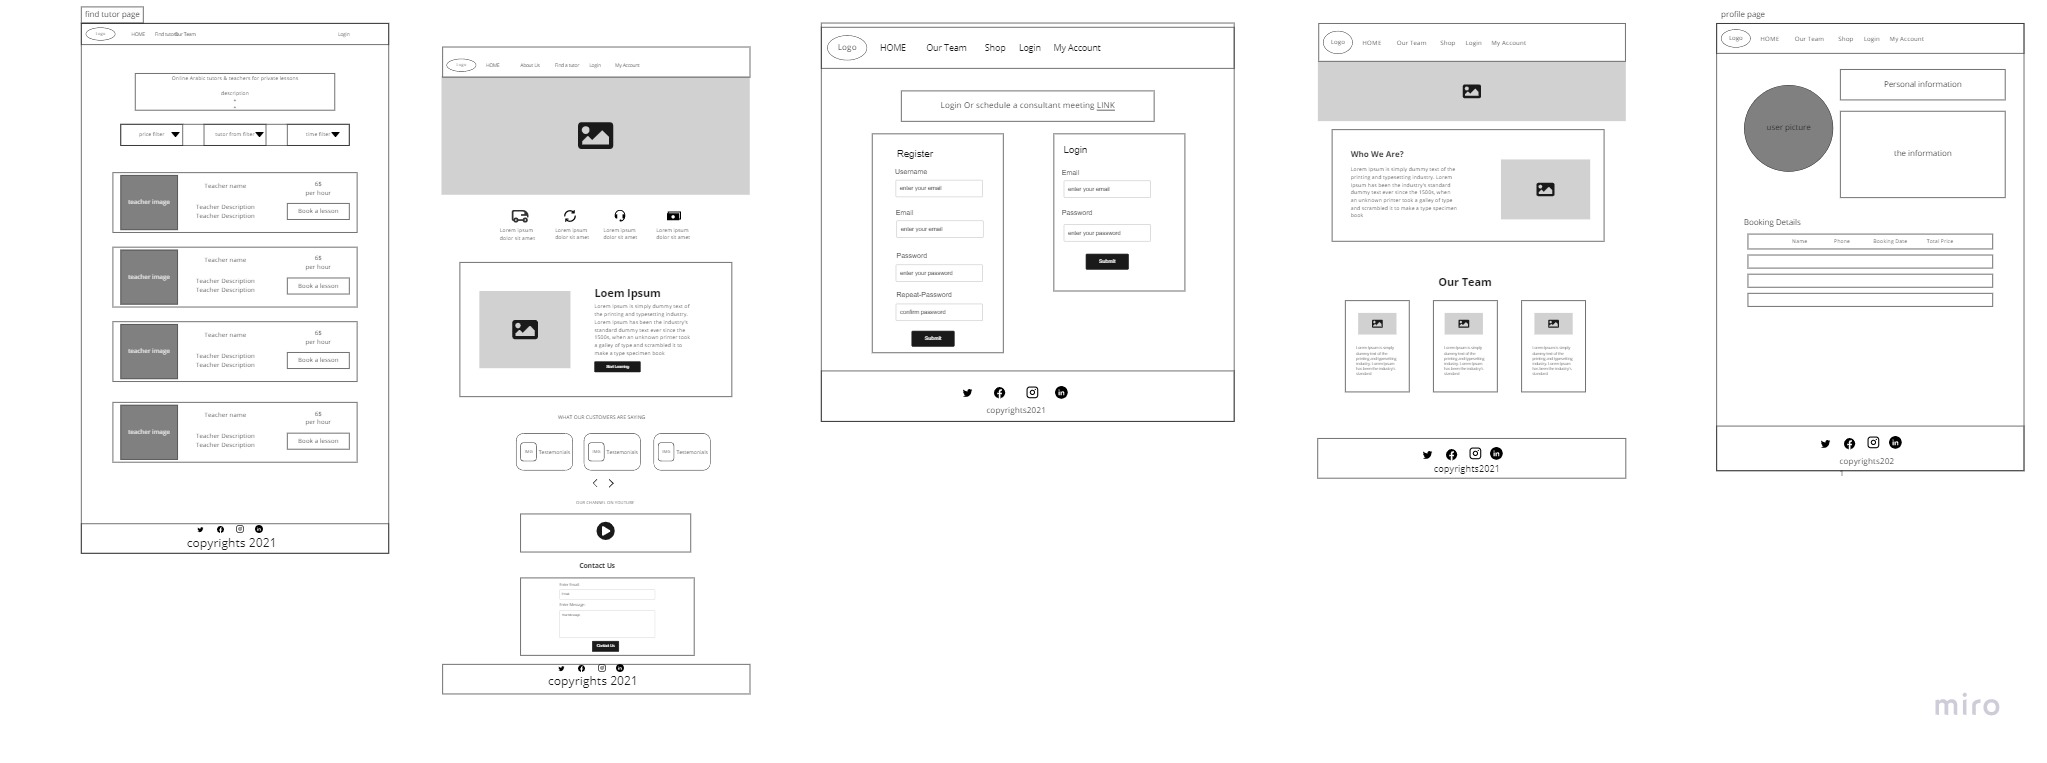 find tutor page
Logo HOME Find tutor Our Team Login
Online Arabic tutors & teachers for private lessons
description
:
price filter tutor from filter time filter
teacher image
Teacher name
Teacher Description
Teacher Description
6$
per hour
Book a lesson
teacher image
Teacher name
Teacher Description
Teacher Description
6$
per hour
Book a lesson
teacher image
Teacher name
Teacher Description
Teacher Description
6$
per hour
Book a lesson
teacher image
Teacher name
Teacher Description
Teacher Description
6$
per hour
Book a lesson
copyrights 2021
Logo HOME About Us Find a tutor Login My Account
Lorem ipsum
dolor sit amet
Lorem ipsum
dolor sit amet
Lorem ipsum
dolor sit amet
Lorem ipsum
dolor sit amet
Loem Ipsum
Lorem Ipsum is simply dummy text of
the printing and typesetting industry.
Lorem Ipsum has been the industry's
standard dummy text ever since the
1500s, when an unknown printer took
a galley of type and scrambled it to
make a type specimen book
Start Learning
WHAT OUR CUSTOMERS ARE SAYING
IMG Testemonials
IMG Testemonials
IMG Testemonials
OUR CHANNEL ON YOUTUBE
Contact Us
Enter Email:
Email
Enter Message:
Your Message
Contact Us
copyrights 2021
Logo HOME Our Team Shop Login My Account
Login Or schedule a consultant meeting LINK
Register
Username
enter your email
Email
enter your email
Password
enter your password
Repeat-Password
confirm password
Submit
Login
Email
enter your email
Password
enter your password
Submit
copyrights2021
Logo HOME Our Team Shop Login My Account
Who We Are?
Lorem Ipsum is simply dummy text of the
printing and typesetting industry. Lorem
Ipsum has been the industry's standard
dummy text ever since the 1500s, when
an unknown printer took a galley of type
and scrambled it to make a type specimen
book
Our Team
Lorem Ipsum is simply
dummy text of the
printing and typesetting
industry. Lorem Ipsum
has been the industry's
standard
Lorem Ipsum is simply
dummy text of the
printing and typesetting
industry. Lorem Ipsum
has been the industry's
standard
Lorem Ipsum is simply
dummy text of the
printing and typesetting
industry. Lorem Ipsum
has been the industry's
standard
copyrights2021
profile page
Logo HOME Our Team Shop Login My Account
user picture
Personal information
the information
Booking Details
Name Phone Booking Date Total Price
copyrights202
1
miro